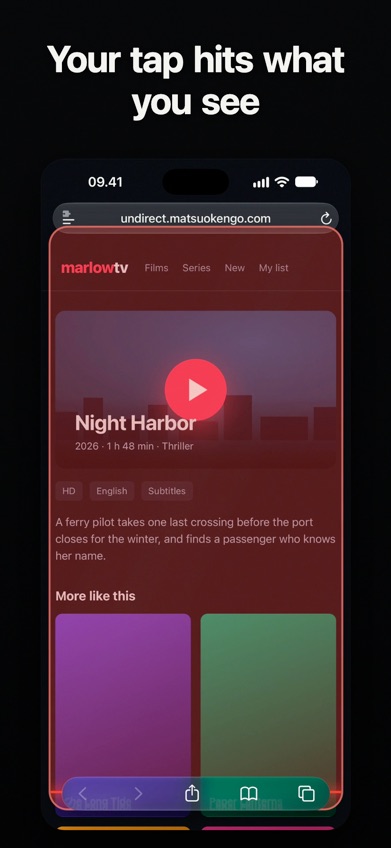 Your tap hits what
you see
09.41
undirect.matsuokengo.com
marlowtv
Films Series New My list
Night Harbor
2026 · 1 h 48 min · Thriller
HD English Subtitles
A ferry pilot takes one last crossing before the port
closes for the winter, and finds a passenger who knows
her name.
More like this